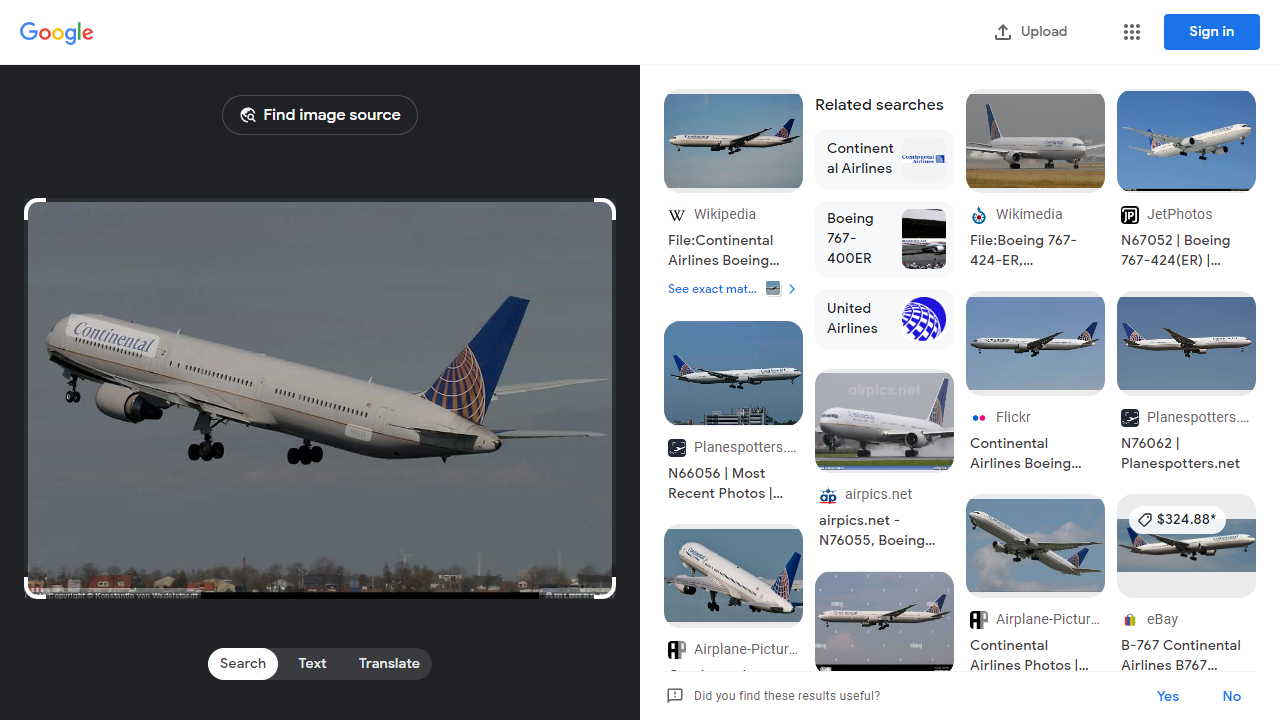 Google
Upload
Sign in
Find image source
Continental
Copyright © Konstantin von Wedelstaedt
Search
Text
Translate
Wikipedia
File:Continental
Airlines Boeing...
See exact mat...
Planespotters....
N66056 | Most
Recent Photos |...
Airplane-Pictur...
Related searches
Continent
al Airlines
Continental
Airlines
Boeing
767-
400ER
United
Airlines
airpics.net
ap
airpics.net
airpics.net -
N76055, Boeing...
Wikimedia
File:Boeing 767-
424-ER,...
Flickr
Continental
Airlines Boeing...
Airplane-Pictur...
Continental
Airlines Photos |...
JetPhotos
N67052 | Boeing
767-424(ER) |...
Planespotters....
N76062 |
Planespotters.net
$324.88*
eBay
B-767 Continental
Airlines B767...
Did you find these results useful?
Yes
No